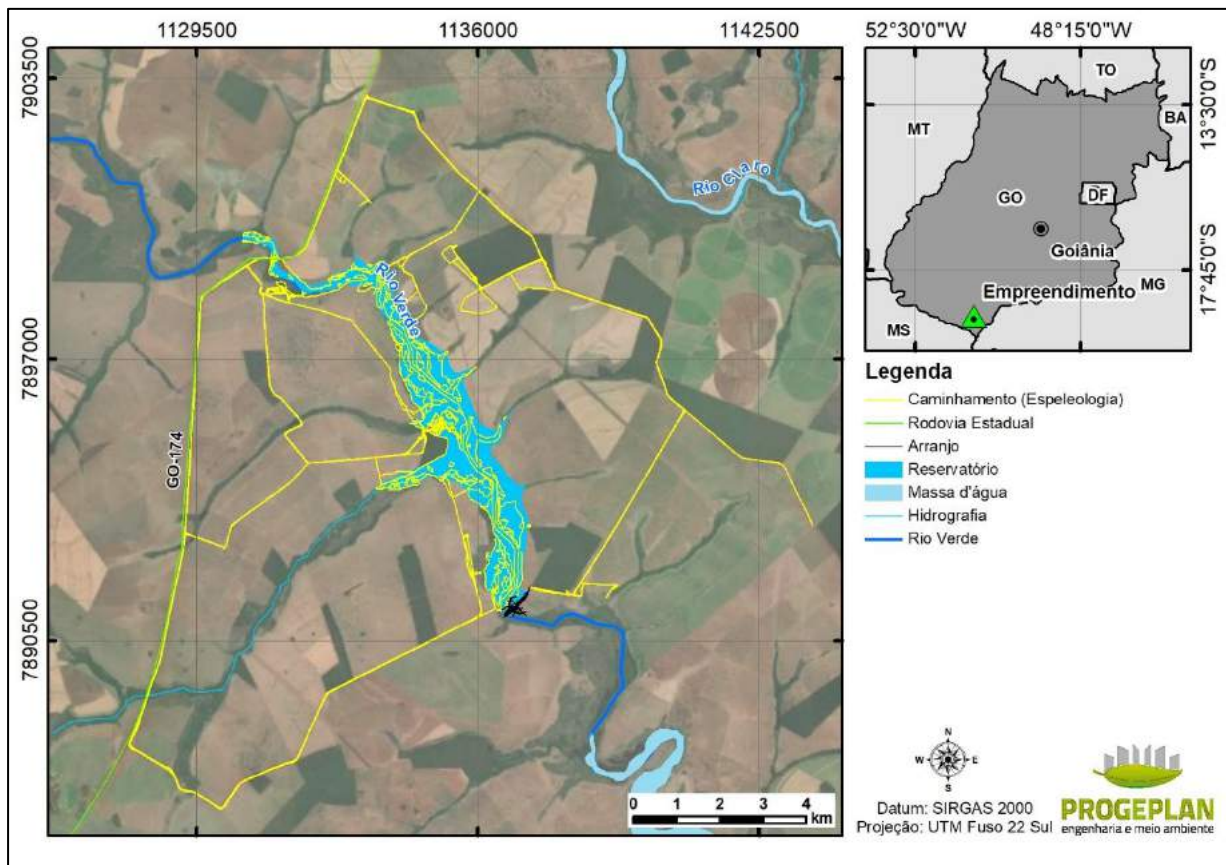 1129500
1136000
1142500
7903500
7897000
7890500
Rio Claro
Rio Verde
GO-174
0 1 2 3 4
km
52°30'0"W
48°15'0"W
13°30'0"S
17°45'0"S
TO
MT
BA
DF
GO
Goiânia
Empreendimento
MG
MS
Legenda
Caminhamento (Espeleologia)
Rodovia Estadual
Arranjo
Reservatório
Massa d'água
Hidrografia
Rio Verde
N
W E
S
Datum: SIRGAS 2000
Projeção: UTM Fuso 22 Sul
PROGEPLAN
engenharia e meio ambiente